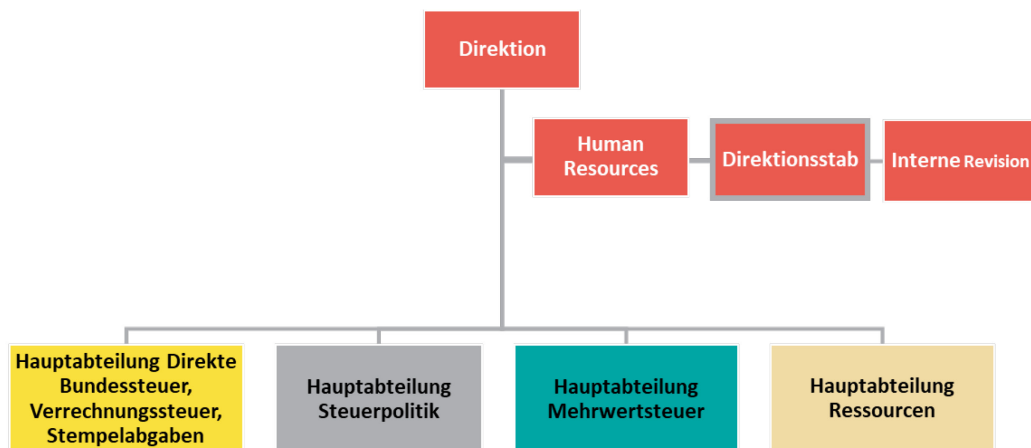 Direktion
Human
Resources
Direktionsstab
Interne Revision
Hauptabteilung Direkte
Bundessteuer,
Verrechnungssteuer,
Stempelabgaben
Hauptabteilung
Steuerpolitik
Hauptabteilung
Mehrwertsteuer
Hauptabteilung
Ressourcen